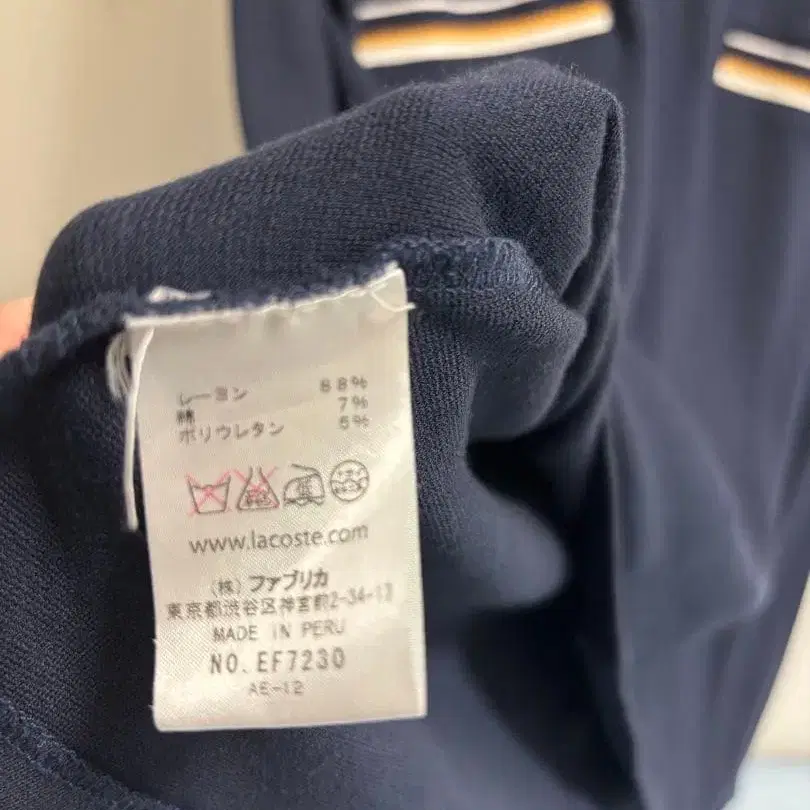 レーヨン 88%
綿 7%
ポリウレタン 5%
www.lacoste.com
(株) ファブリカ
東京都渋谷区神宮前2-34-17
MADE IN PERU
NO. EF7230
AE-12